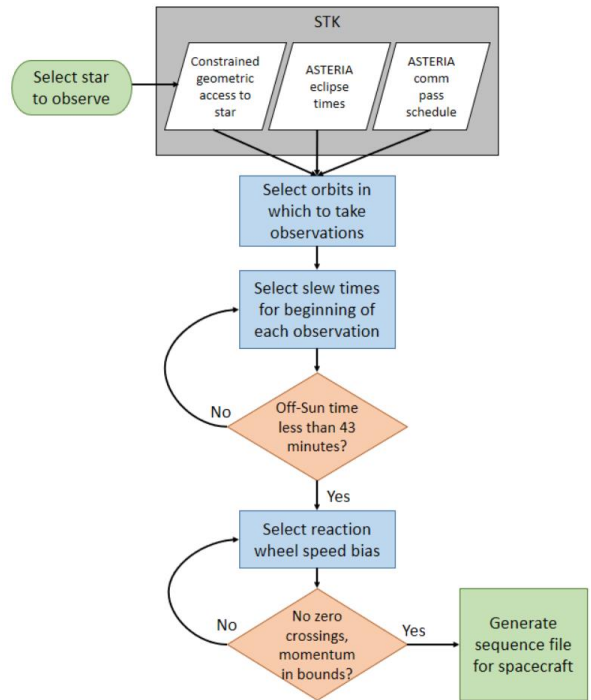 STK
Select star
to observe
Constrained
geometric
access to
star
ASTERIA
eclipse
times
ASTERIA
comm
pass
schedule
Select orbits in
which to take
observations
Select slew times
for beginning of
each observation
No
Off-Sun time
less than 43
minutes?
Yes
Select reaction
wheel speed bias
No
No zero
crossings,
momentum
in bounds?
Yes
Generate
sequence file
for spacecraft